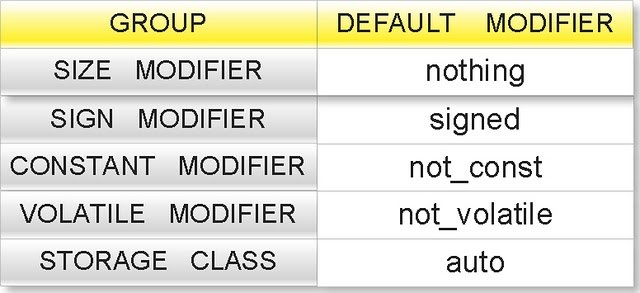 GROUP DEFAULT MODIFIER
SIZE MODIFIER nothing
SIGN MODIFIER signed
CONSTANT MODIFIER not_const
VOLATILE MODIFIER not_volatile
STORAGE CLASS auto